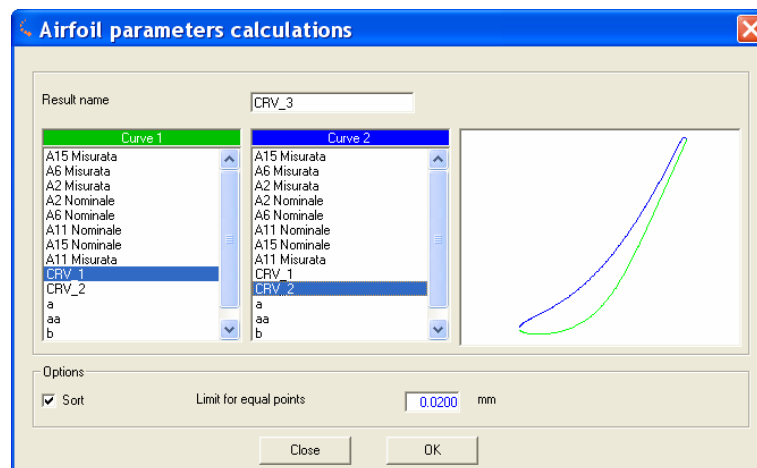 Airfoil parameters calculations
Result name
CRV_3
Curve 1
A15 Misurata
A6 Misurata
A2 Misurata
A2 Nominale
A6 Nominale
A11 Nominale
A15 Nominale
A11 Misurata
CRV_1
CRV_2
a
aa
b
Curve 2
A15 Misurata
A6 Misurata
A2 Misurata
A2 Nominale
A6 Nominale
A11 Nominale
A15 Nominale
A11 Misurata
CRV_1
CRV_2
a
aa
b
Options
Sort
Limit for equal points
0.0200 mm
Close
OK